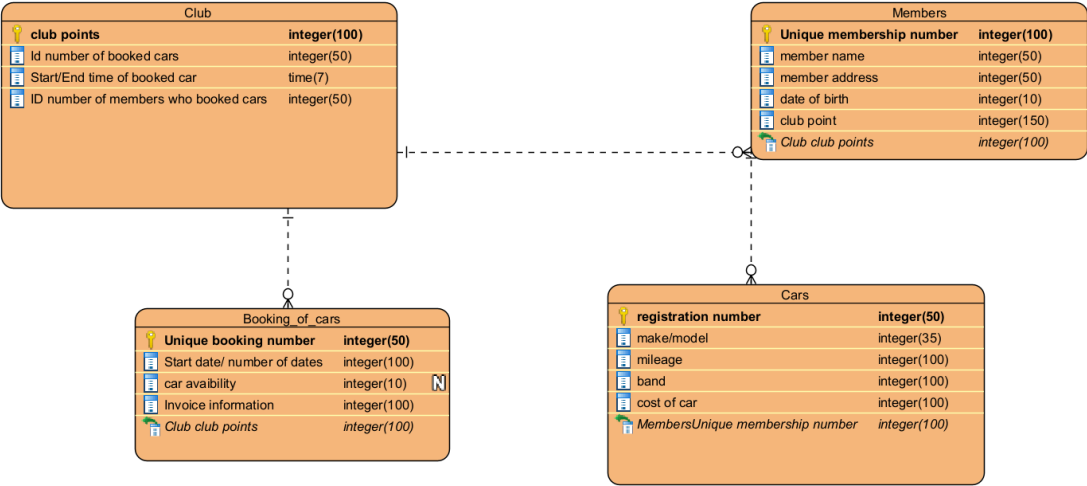 Club
club points integer(100)
Id number of booked cars integer(50)
Start/End time of booked car time(7)
ID number of members who booked cars integer(50)
Members
Unique membership number integer(100)
member name integer(50)
member address integer(50)
date of birth integer(10)
club point integer(150)
Club club points integer(100)
Booking_of_cars
Unique booking number integer(50)
Start date/ number of dates integer(100)
car avaibility integer(10) N
Invoice information integer(100)
Club club points integer(100)
Cars
registration number integer(50)
make/model integer(35)
mileage integer(100)
band integer(100)
cost of car integer(100)
MembersUnique membership number integer(100)